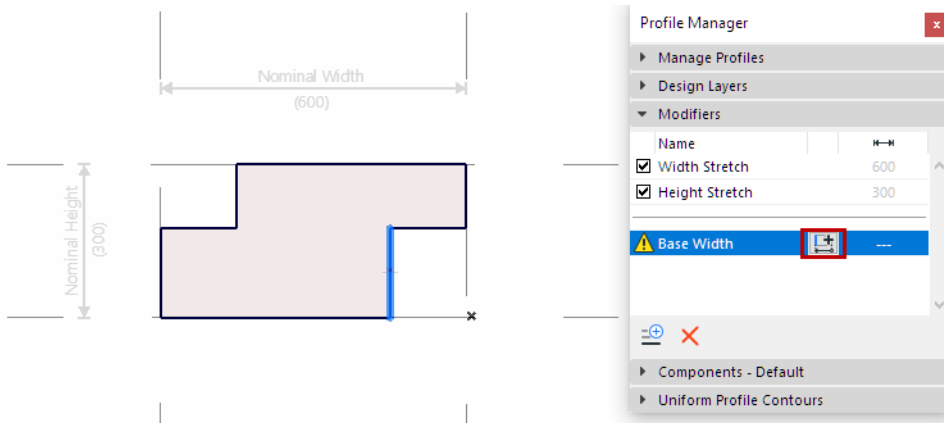 Profile Manager
x
Manage Profiles
Design Layers
Modifiers
Name
Width Stretch 600
Height Stretch 300
Base Width ---
Components - Default
Uniform Profile Contours
Nominal Width
(600)
Nominal Height
(300)